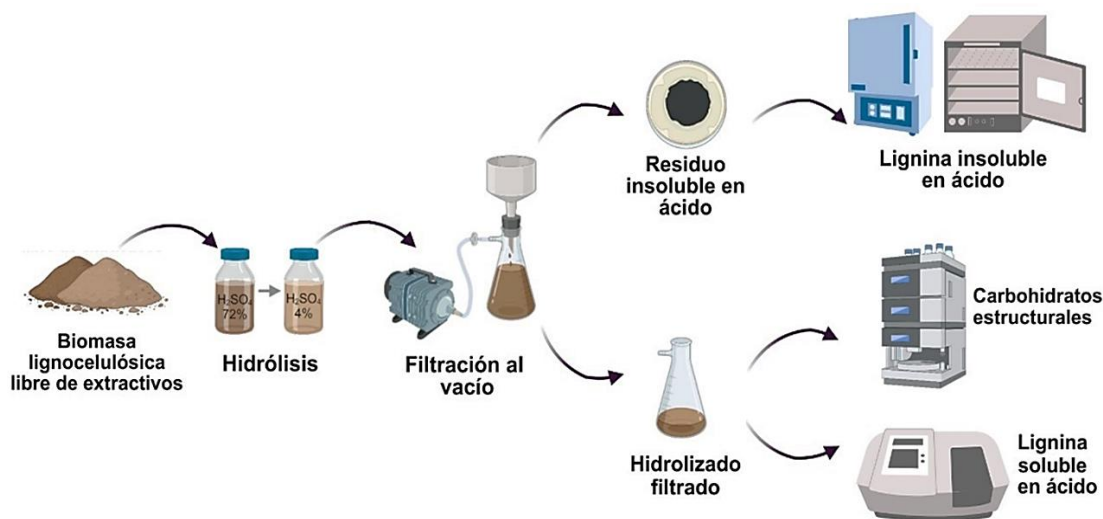 Biomasa
lignocelulósica
libre de extractivos
H₂SO₄
72%
H₂SO₄
4%
Hidrólisis
Filtración al
vacío
Residuo
insoluble en
ácido
Lignina insoluble
en ácido
Hidrolizado
filtrado
Carbohidratos
estructurales
Lignina
soluble
en ácido